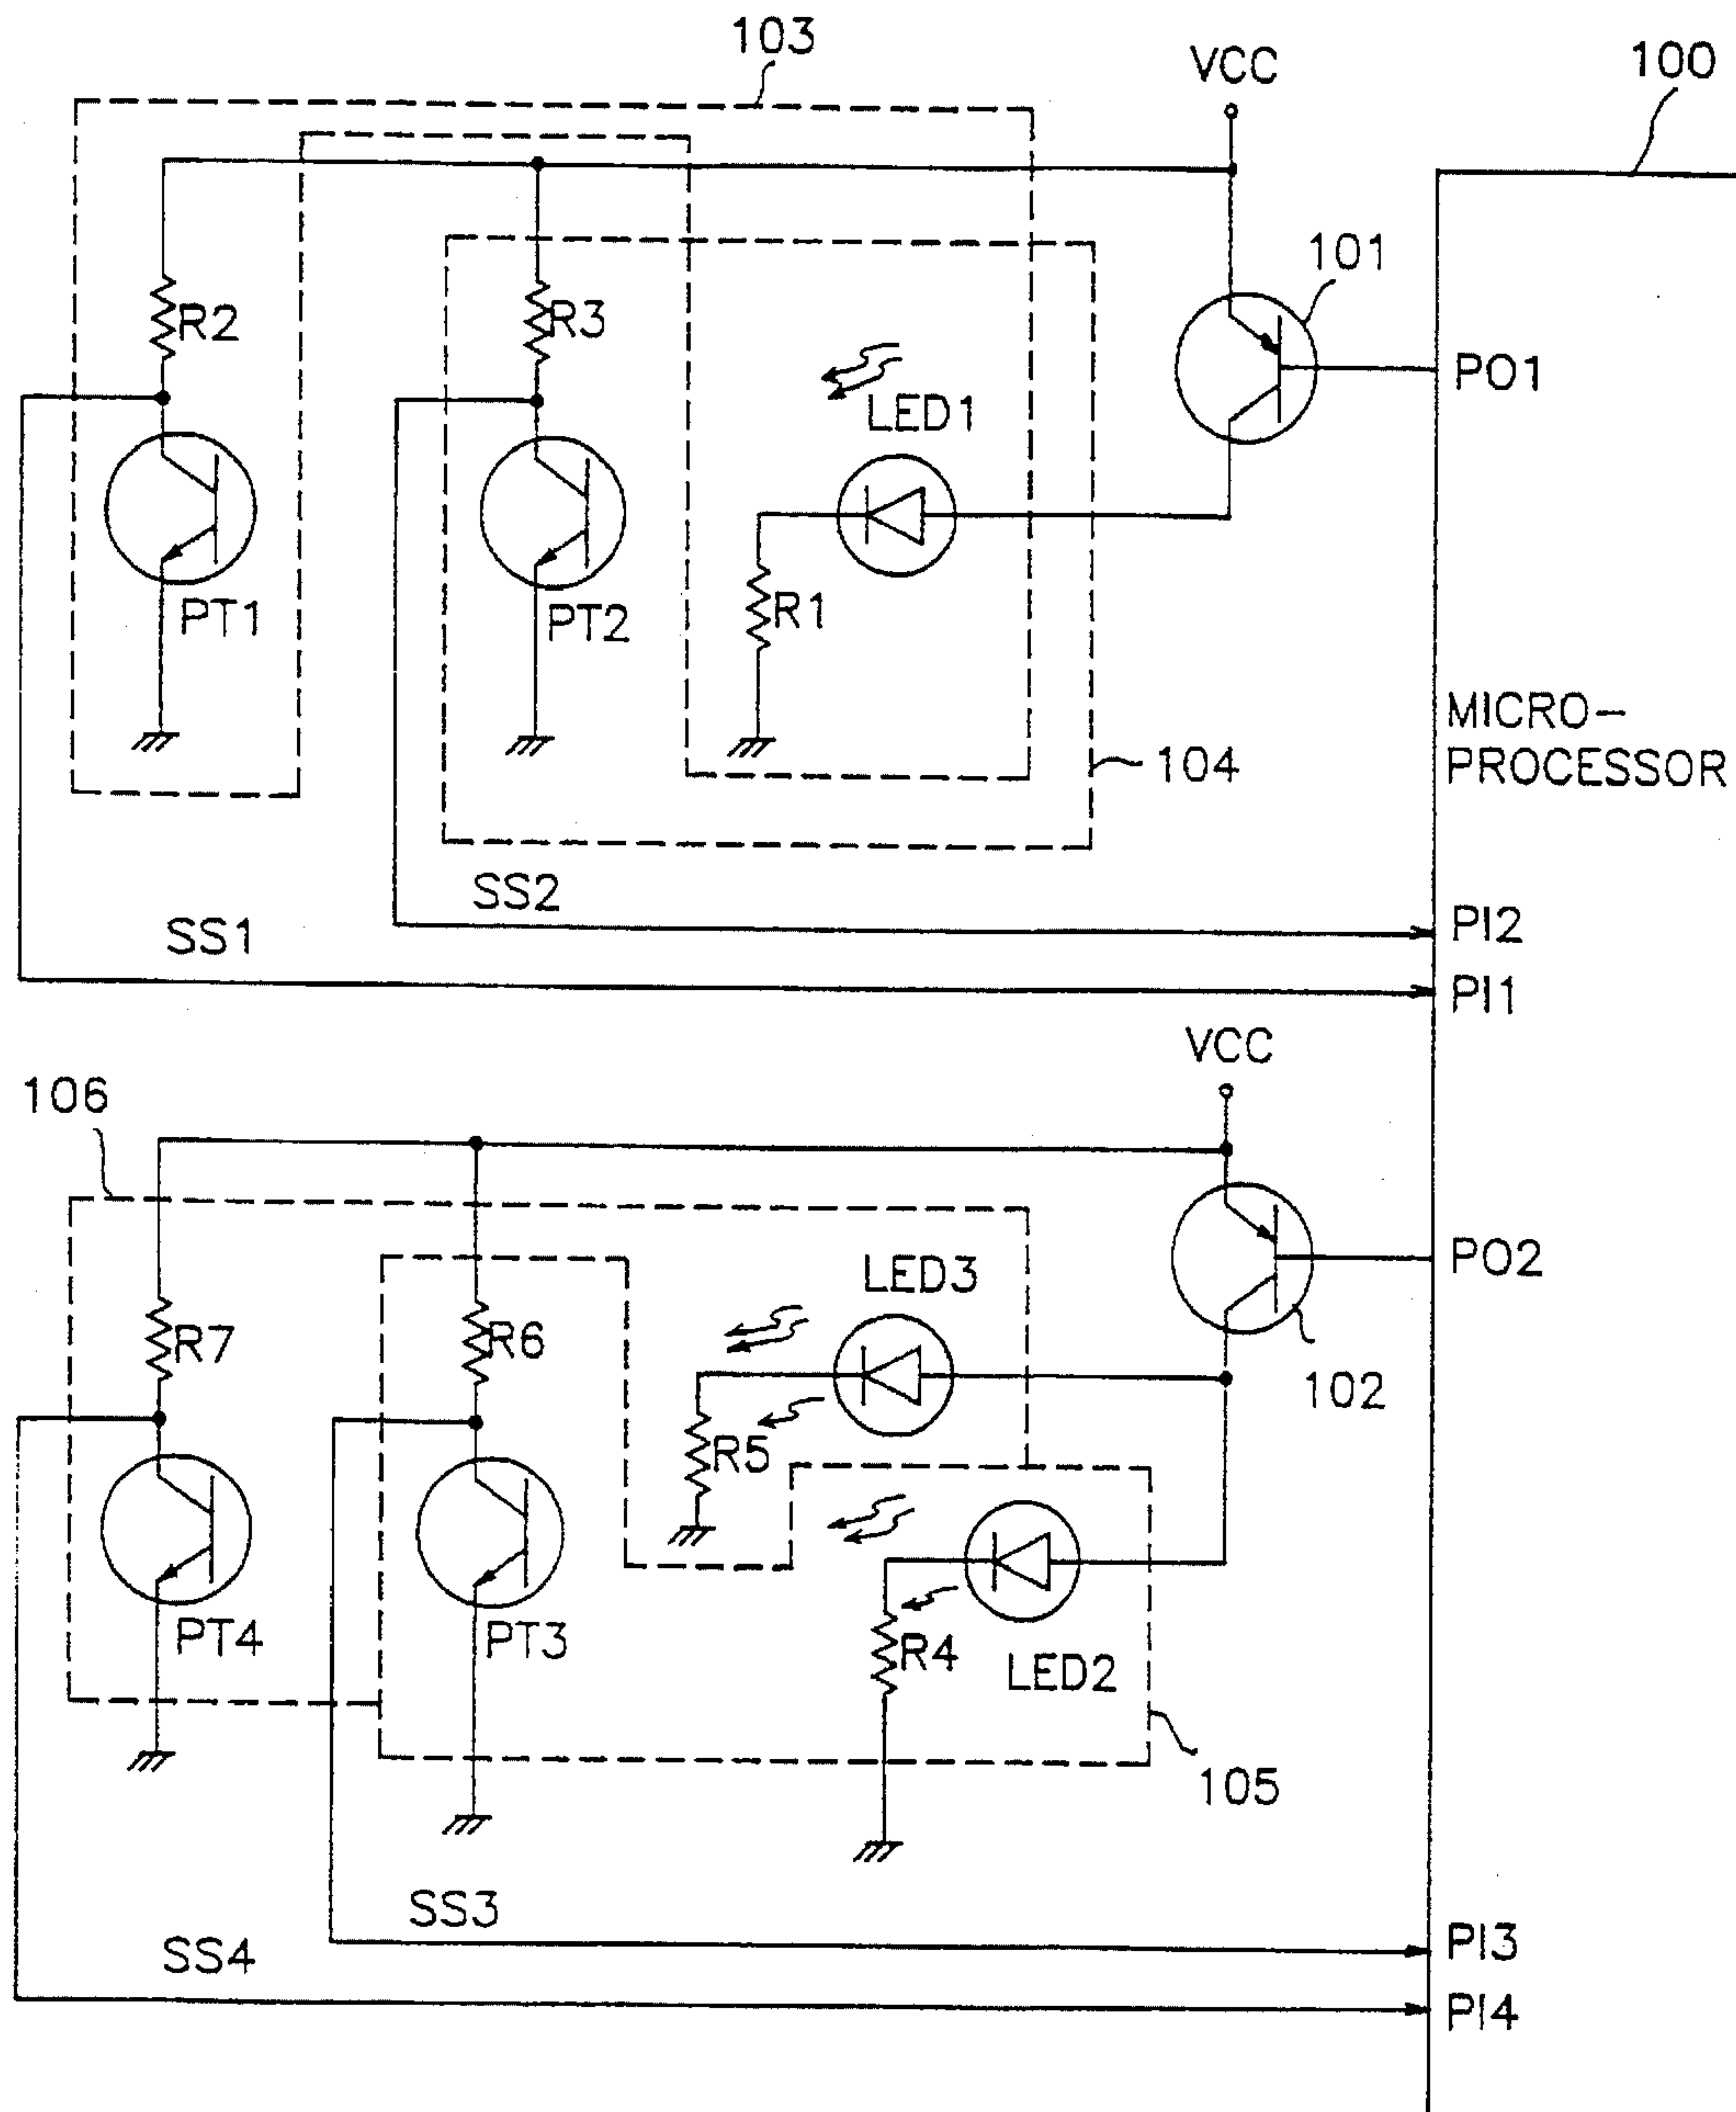 103
VCC
100
101
R2
R3
PO1
LED1
PT1
PT2
R1
MICRO-
PROCESSOR
104
SS2
SS1
PI2
PI1
VCC
106
PO2
LED3
R7
R6
102
R5
PT4
PT3
R4
LED2
105
SS3
SS4
PI3
PI4